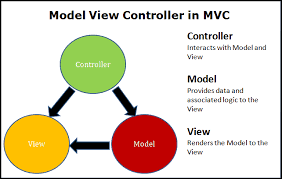 Model View Controller in MVC
Controller
View
Model
Controller
Interacts with Model and
View
Model
Provides data and
associated logic to the
View
View
Renders the Model to the
View